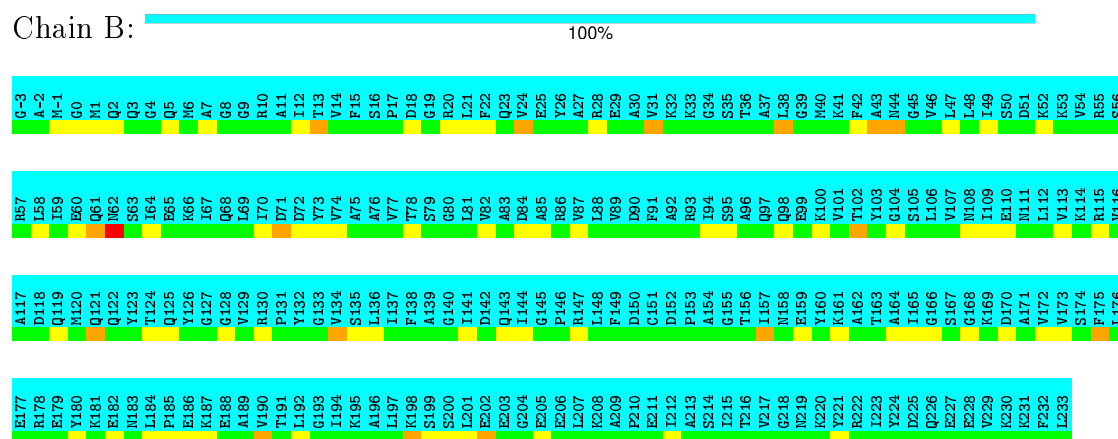 Chain B:
100%
G-3 A-2 M-1 G0 M1 Q2 Q3 G4 Q5 M6 A7 G8 G9 R10 A11 I12 T13 V14 F15 S16 P17 D18 G19 R20 L21 F22 Q23 V24 E25 Y26 A27 R28 E29 A30 V31 K32 K33 G34 S35 T36 A37 L38 G39 M40 K41 F42 A43 N44 G45 V46 L47 L48 I49 S50 D51 K52 K53 V54 R55 S56
R57 L58 I59 E60 Q61 N62 S63 I64 E65 K66 I67 Q68 L69 I70 D71 D72 Y73 V74 A75 A76 V77 T78 S79 G80 L81 V82 A83 D84 A85 R86 V87 L88 V89 D90 F91 A92 R93 I94 S95 A96 Q97 Q98 E99 K100 V101 T102 Y103 G104 S105 L106 V107 N108 I109 E110 N111 L112 V113 K114 R115 V116
A117 D118 Q119 M120 Q121 Q122 Y123 T124 Q125 Y126 G127 G128 V129 R130 P131 Y132 G133 V134 S135 L136 I137 F138 A139 G140 I141 D142 Q143 I144 G145 P146 R147 L148 F149 D150 C151 D152 P153 A154 G155 T156 I157 N158 E159 Y160 K161 A162 T163 A164 I165 G166 S167 G168 K169 D170 A171 V172 V173 S174 F175 L176
E177 R178 E179 Y180 K181 E182 N183 L184 P185 E186 K187 E188 A189 V190 T191 L192 G193 I194 K195 A196 L197 K198 S199 S200 L201 E202 E203 G204 E205 E206 L207 K208 A209 P210 E211 I212 A213 S214 I215 T216 V217 G218 N219 K220 Y221 R222 I223 Y224 D225 Q226 E227 E228 V229 K230 K231 F232 L233